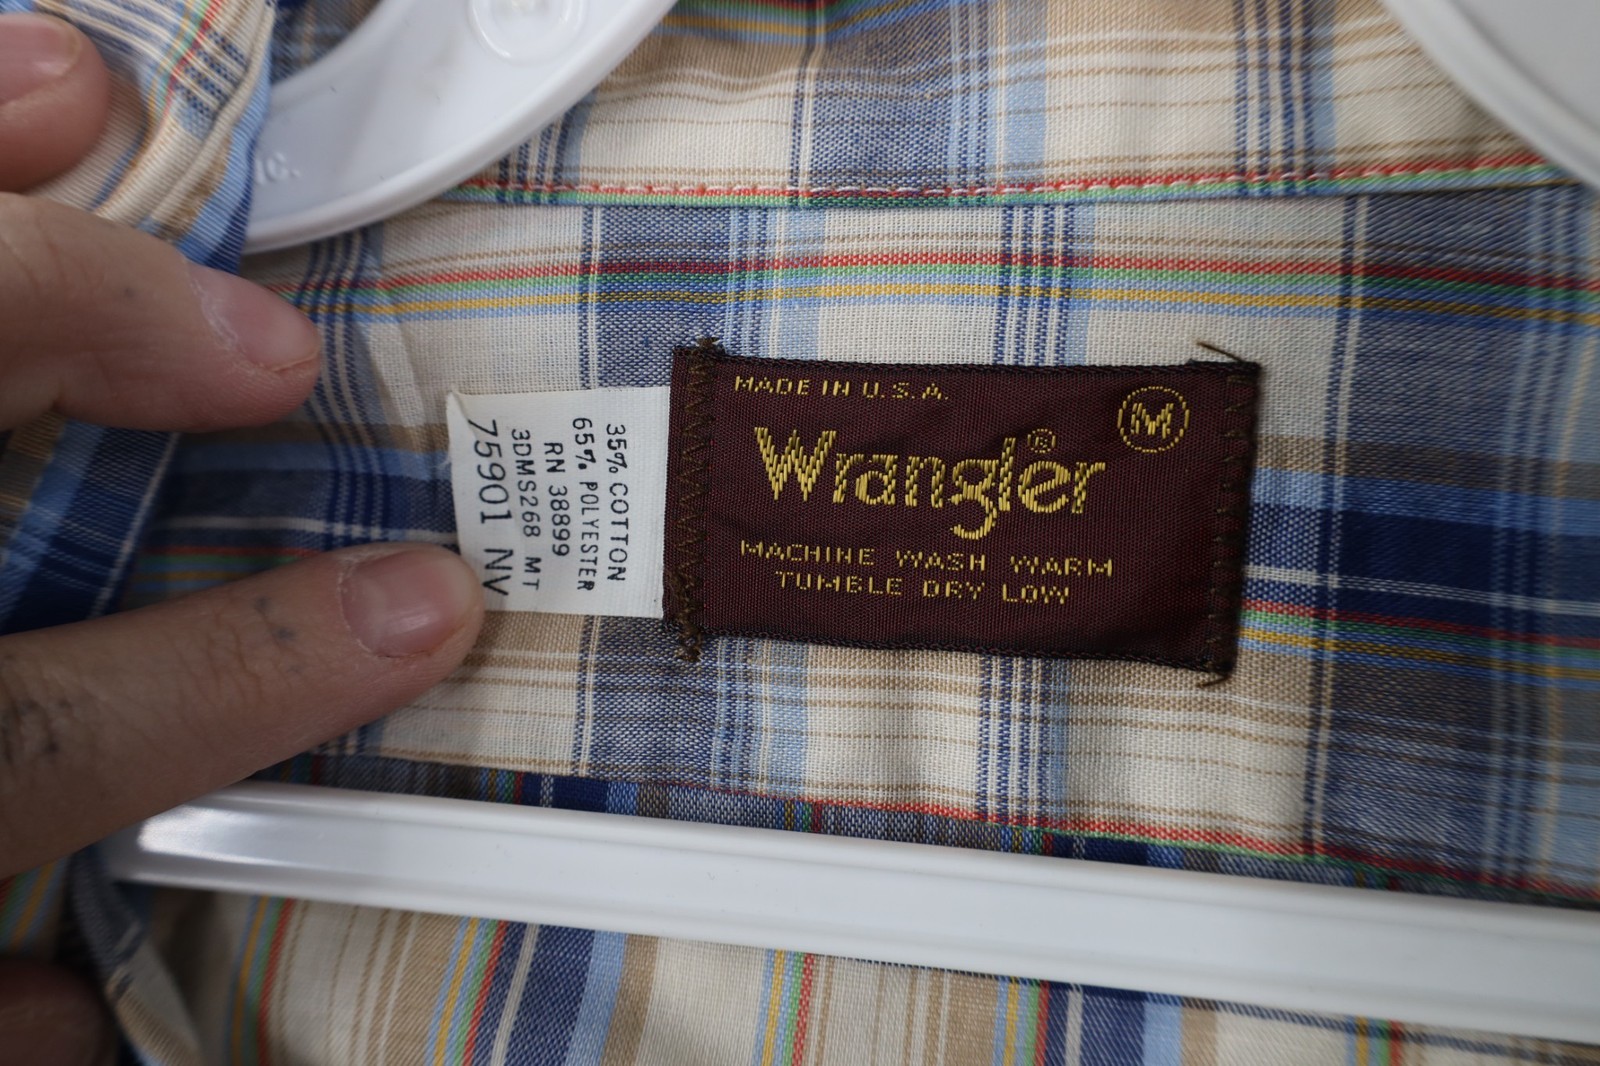 MADE IN U.S.A.
M
Wrangler®
MACHINE WASH WARM
TUMBLE DRY LOW
35% COTTON
65% POLYESTER
RN 38899
3DMS268 MT
75901 NV